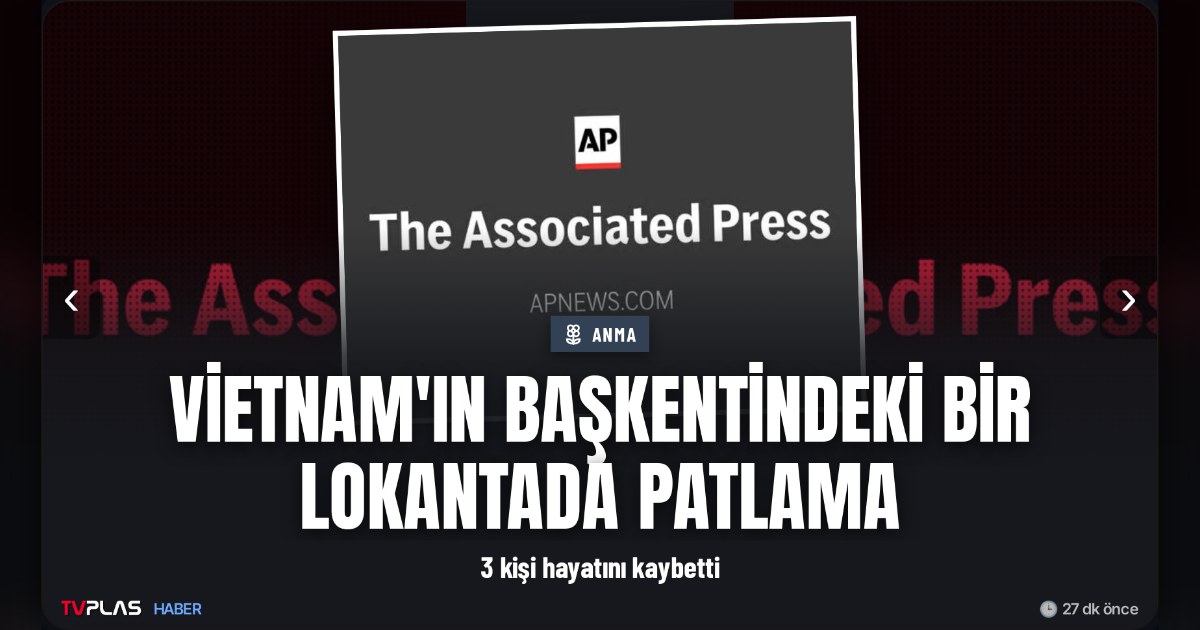 AP
The Associated Press
APNEWS.COM
The Ass
ed Press
ANMA
VİETNAM'IN BAŞKENTİNDEKİ BİR
LOKANTADA PATLAMA
3 kişi hayatını kaybetti
TVPLAS HABER
27 dk önce